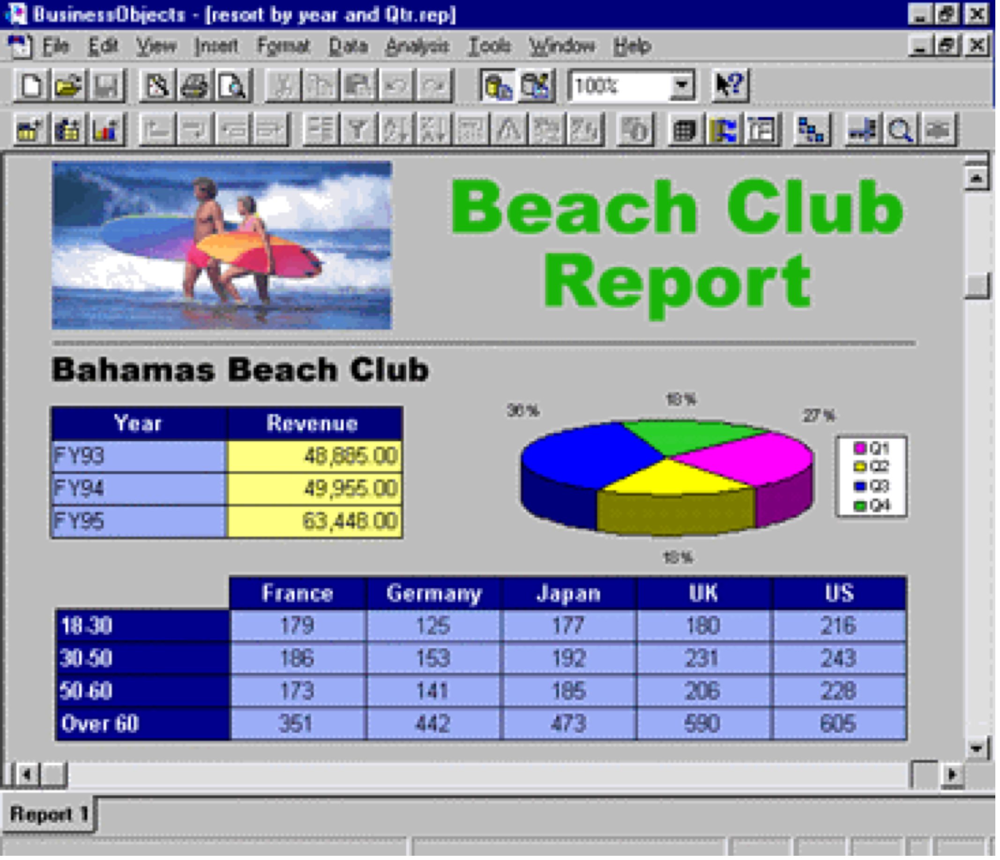 BusinessObjects - [resort by year and Qtr.rep]
File Edit View Insert Format Data Analysis Tools Window Help
100%
Beach Club
Report
Bahamas Beach Club
Year Revenue
FY93 48,885.00
FY94 49,955.00
FY95 63,448.00
36% 18% 27%
Q1
Q2
Q3
Q4
18%
France Germany Japan UK US
18-30 179 125 177 180 216
30-50 186 153 192 231 243
50-60 173 141 185 206 228
Over 60 351 442 473 590 605
Report 1